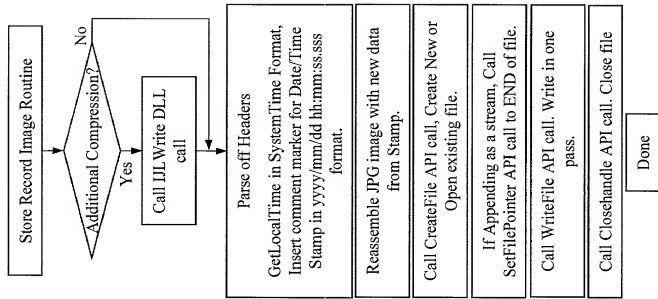 Store Record Image Routine
Additional Compression?
No
Yes
Call IJL Write DLL
call
Parse off Headers
GetLocalTime in SystemTime Format,
Insert comment marker for Date/Time
Stamp in yyyy/mm/dd hh:mm:ss.sss
format.
Reassemble JPG image with new data
from Stamp.
Call CreateFile API call, Create New or
Open existing file.
If Appending as a stream, Call
SetFilePointer API call to END of file.
Call WriteFile API call. Write in one
pass.
Call Closehandle API call. Close file
Done